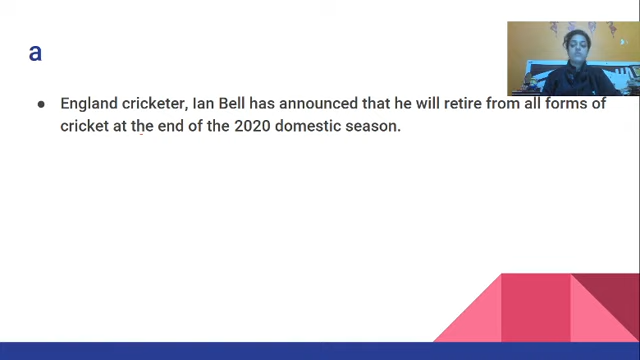 a
● England cricketer, Ian Bell has announced that he will retire from all forms of
cricket at the end of the 2020 domestic season.